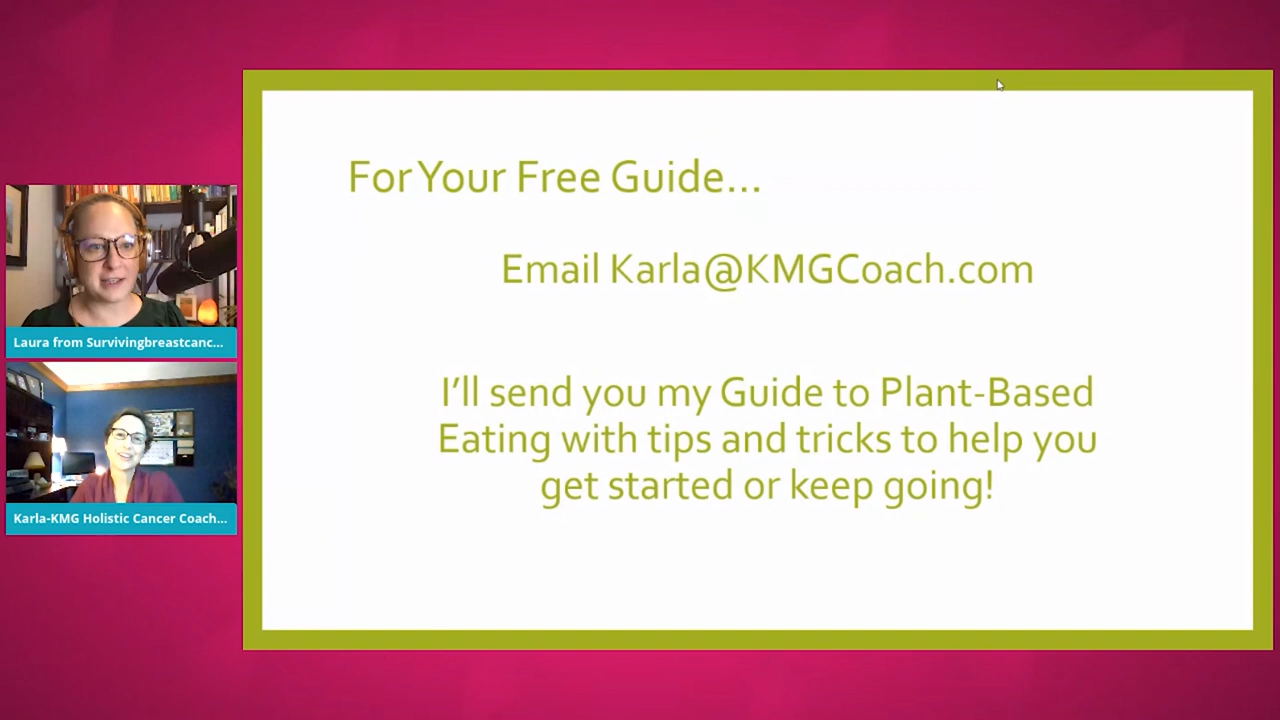 For Your Free Guide...
Email Karla@KMGCoach.com
I'll send you my Guide to Plant-Based
Eating with tips and tricks to help you
get started or keep going!
Laura from Survivingbreastcanc...
Karla-KMG Holistic Cancer Coach...